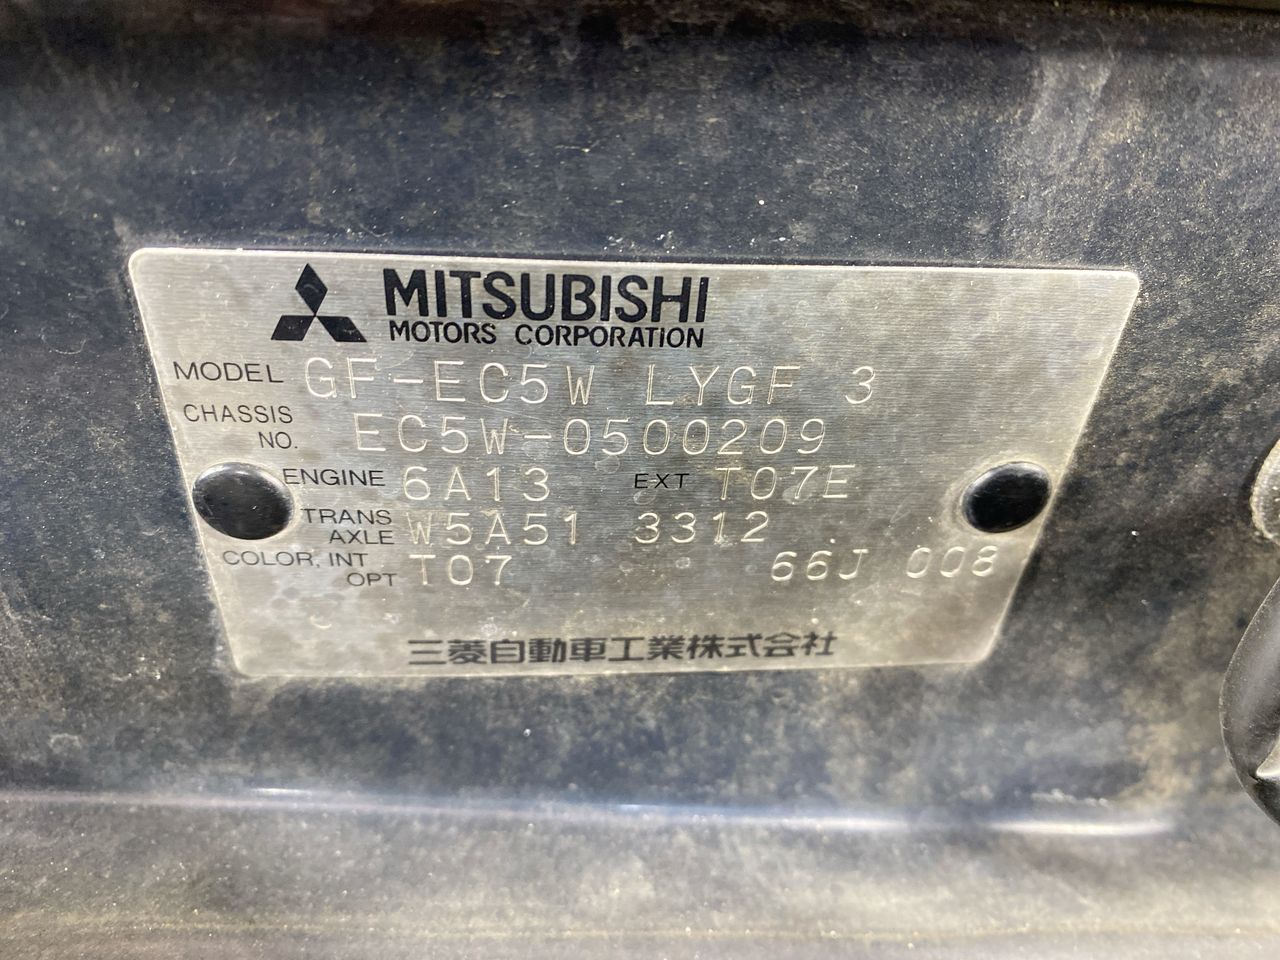 MITSUBISHI
MOTORS CORPORATION
MODEL GF-EC5W LYGF 3
CHASSIS
NO. EC5W-0500209
ENGINE 6A13 EXT T07E
TRANS
AXLE W5A51 3312
COLOR, INT
OPT T07 66J 008
三菱自動車工業株式会社